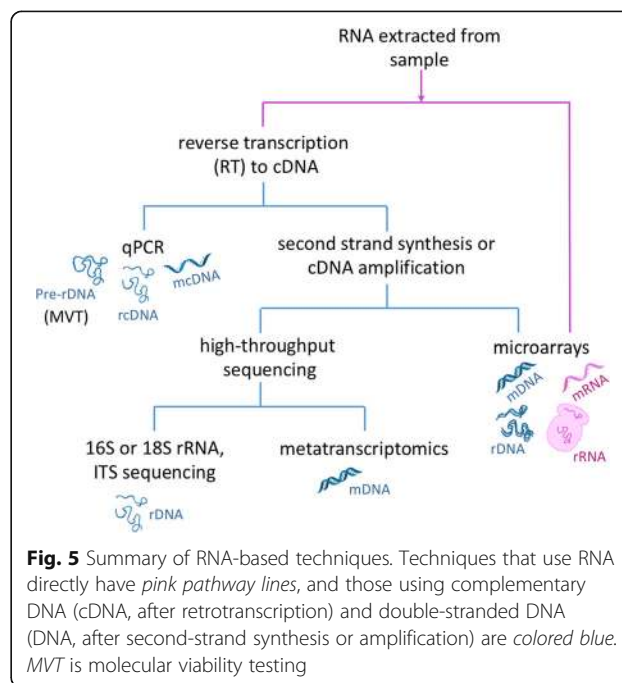 RNA extracted from
sample
reverse transcription
(RT) to cDNA
qPCR
Pre-rDNA
(MVT)
rcDNA
mcDNA
second strand synthesis or
cDNA amplification
high-throughput
sequencing
microarrays
mDNA
mRNA
rDNA
rRNA
16S or 18S rRNA,
ITS sequencing
rDNA
metatranscriptomics
mDNA
Fig. 5 Summary of RNA-based techniques. Techniques that use RNA
directly have pink pathway lines, and those using complementary
DNA (cDNA, after retrotranscription) and double-stranded DNA
(DNA, after second-strand synthesis or amplification) are colored blue.
MVT is molecular viability testing